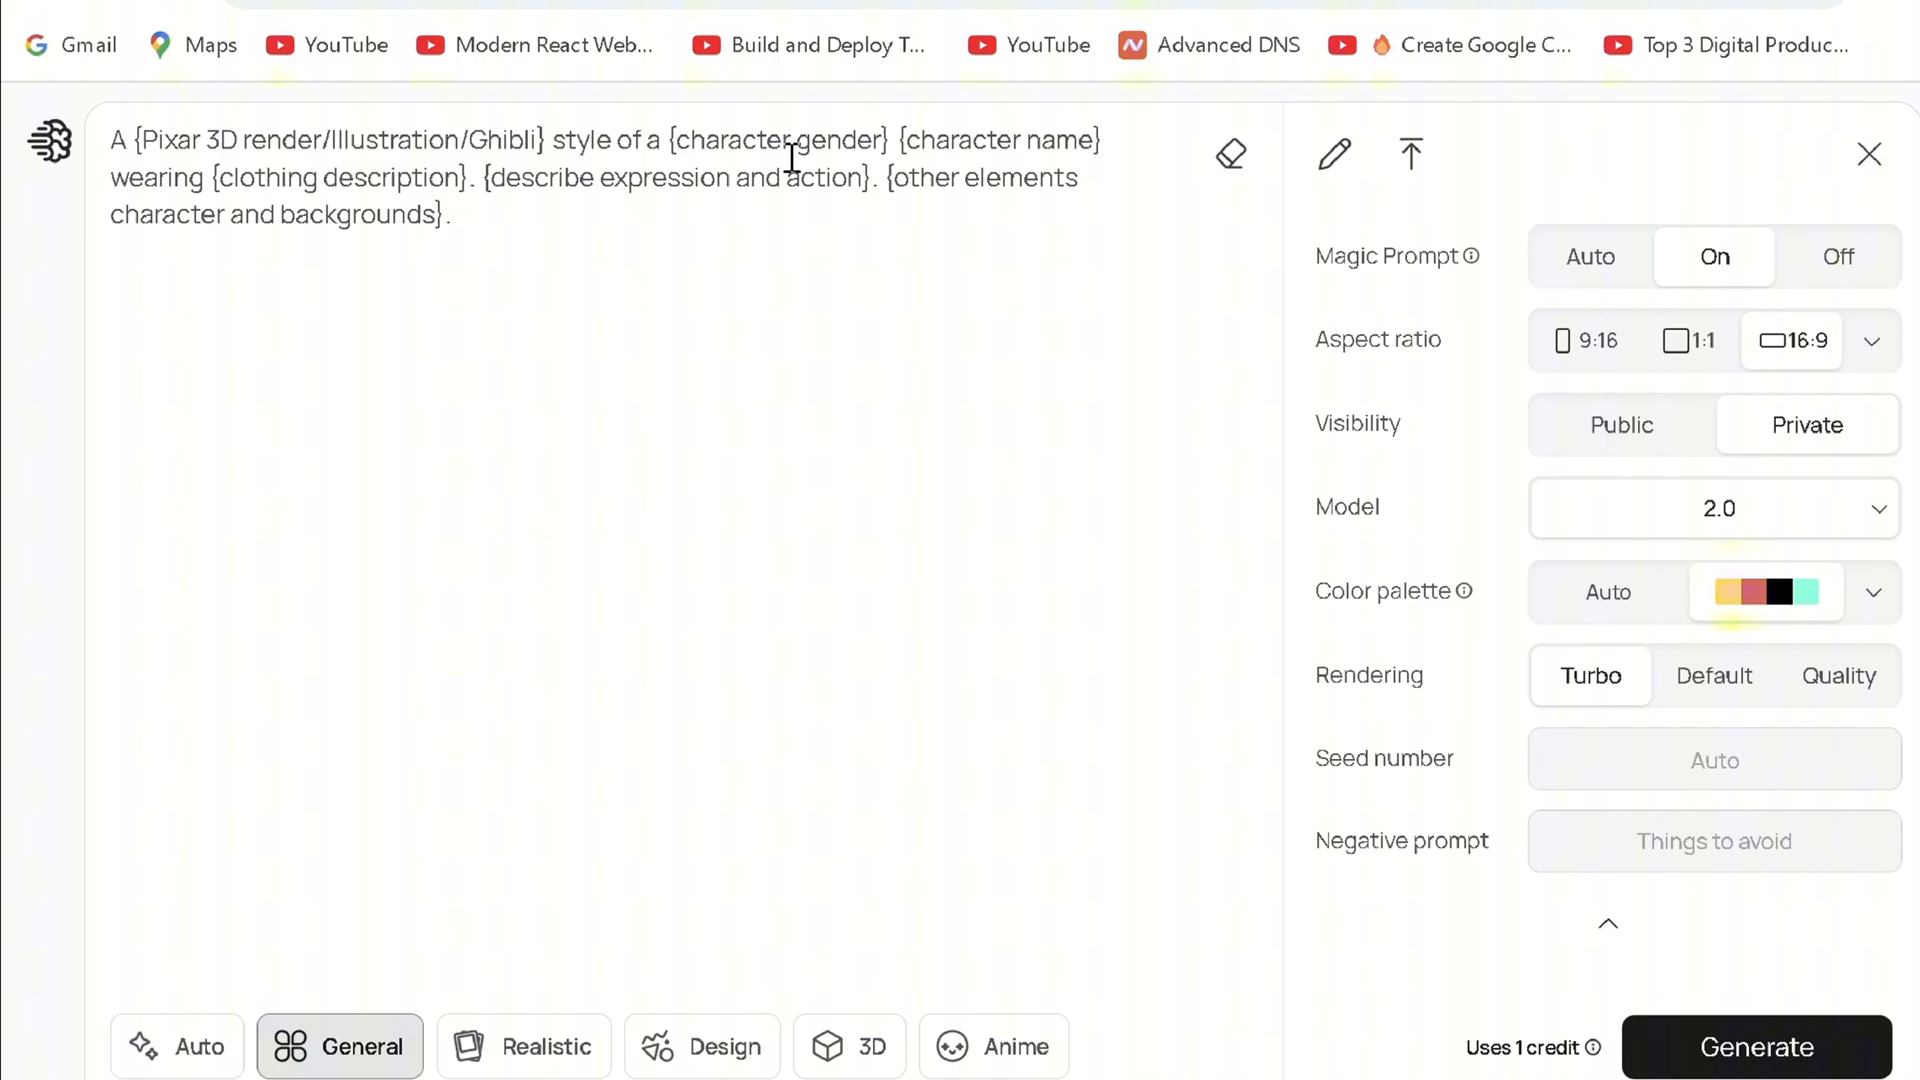 Gmail Maps YouTube Modern React Web... Build and Deploy T... YouTube Advanced DNS Create Google C... Top 3 Digital Produc...
A {Pixar 3D render/Illustration/Ghibli} style of a {character gender} {character name}
wearing {clothing description}. {describe expression and action}. {other elements
character and backgrounds}.
Magic Prompt Auto On Off
Aspect ratio 9:16 1:1 16:9
Visibility Public Private
Model 2.0
Color palette Auto
Rendering Turbo Default Quality
Seed number Auto
Negative prompt Things to avoid
Auto General Realistic Design 3D Anime Uses 1 credit Generate